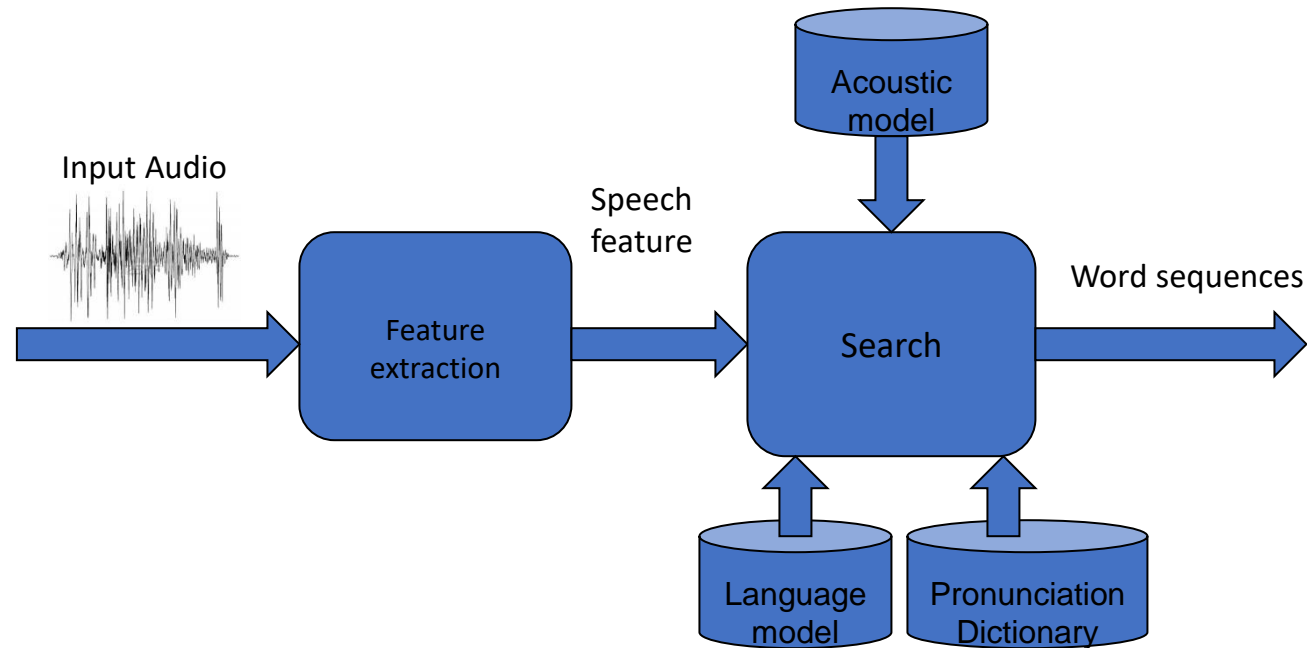 Acoustic
model
Input Audio
Speech
feature
Word sequences
Feature
extraction
Search
Language
model
Pronunciation
Dictionary